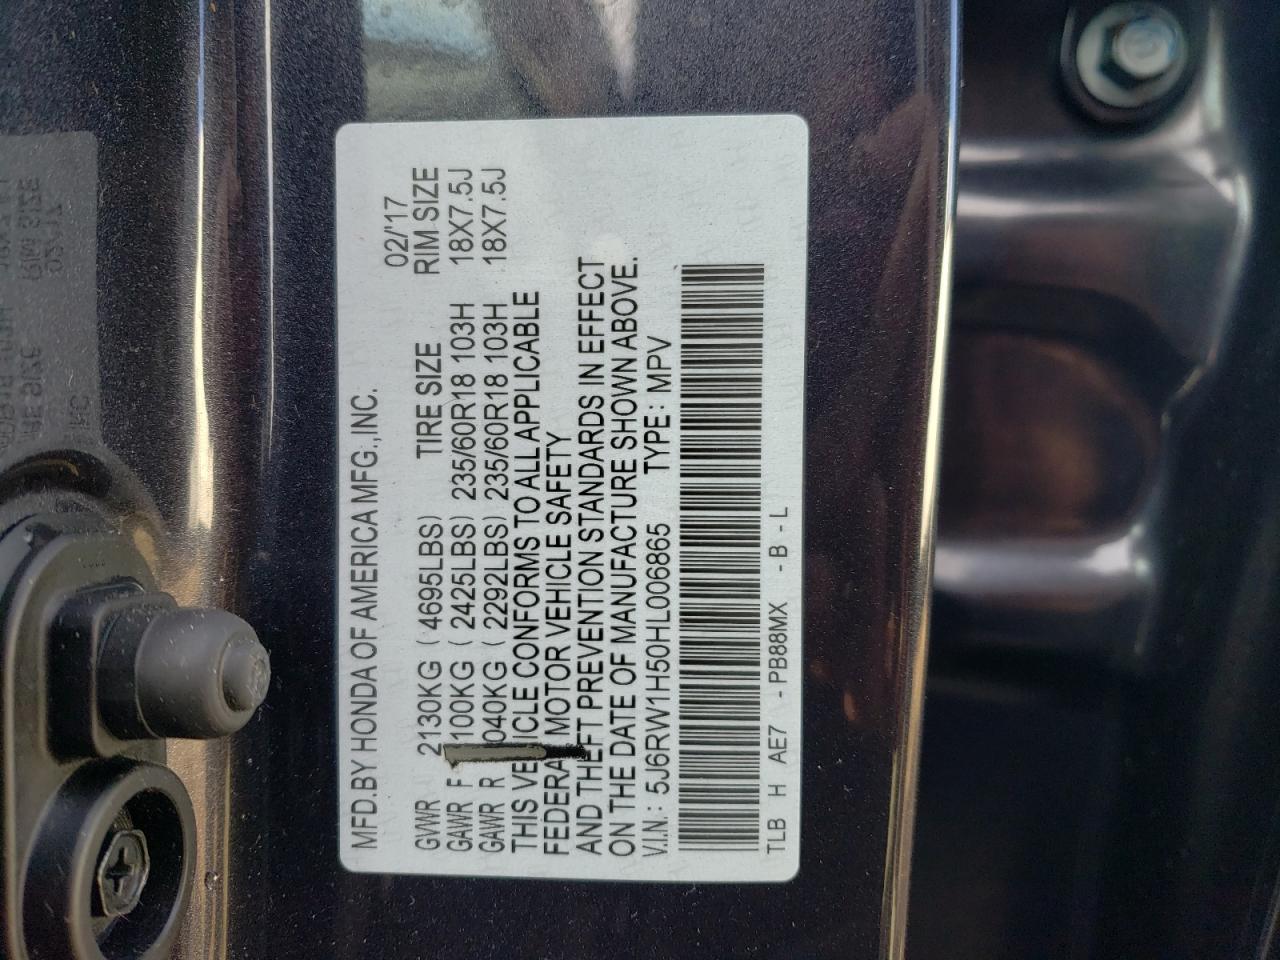 MFD.BY HONDA OF AMERICA MFG.,INC.
02/'17
GVWR 2130KG ( 4695LBS) TIRE SIZE RIM SIZE
GAWR F 1100KG ( 2425LBS) 235/60R18 103H 18X7.5J
GAWR R 1040KG ( 2292LBS) 235/60R18 103H 18X7.5J
THIS VEHICLE CONFORMS TO ALL APPLICABLE
FEDERAL MOTOR VEHICLE SAFETY
AND THEFT PREVENTION STANDARDS IN EFFECT
ON THE DATE OF MANUFACTURE SHOWN ABOVE.
V.I.N.: 5J6RW1H50HL006865 TYPE: MPV
TLB H AE7 - PB88MX - B - L